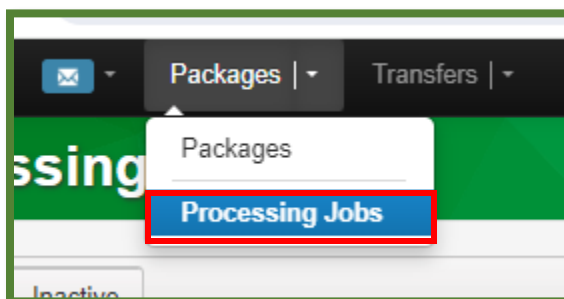 Packages | Transfers |
Packages
ssing
Processing Jobs
Inactive